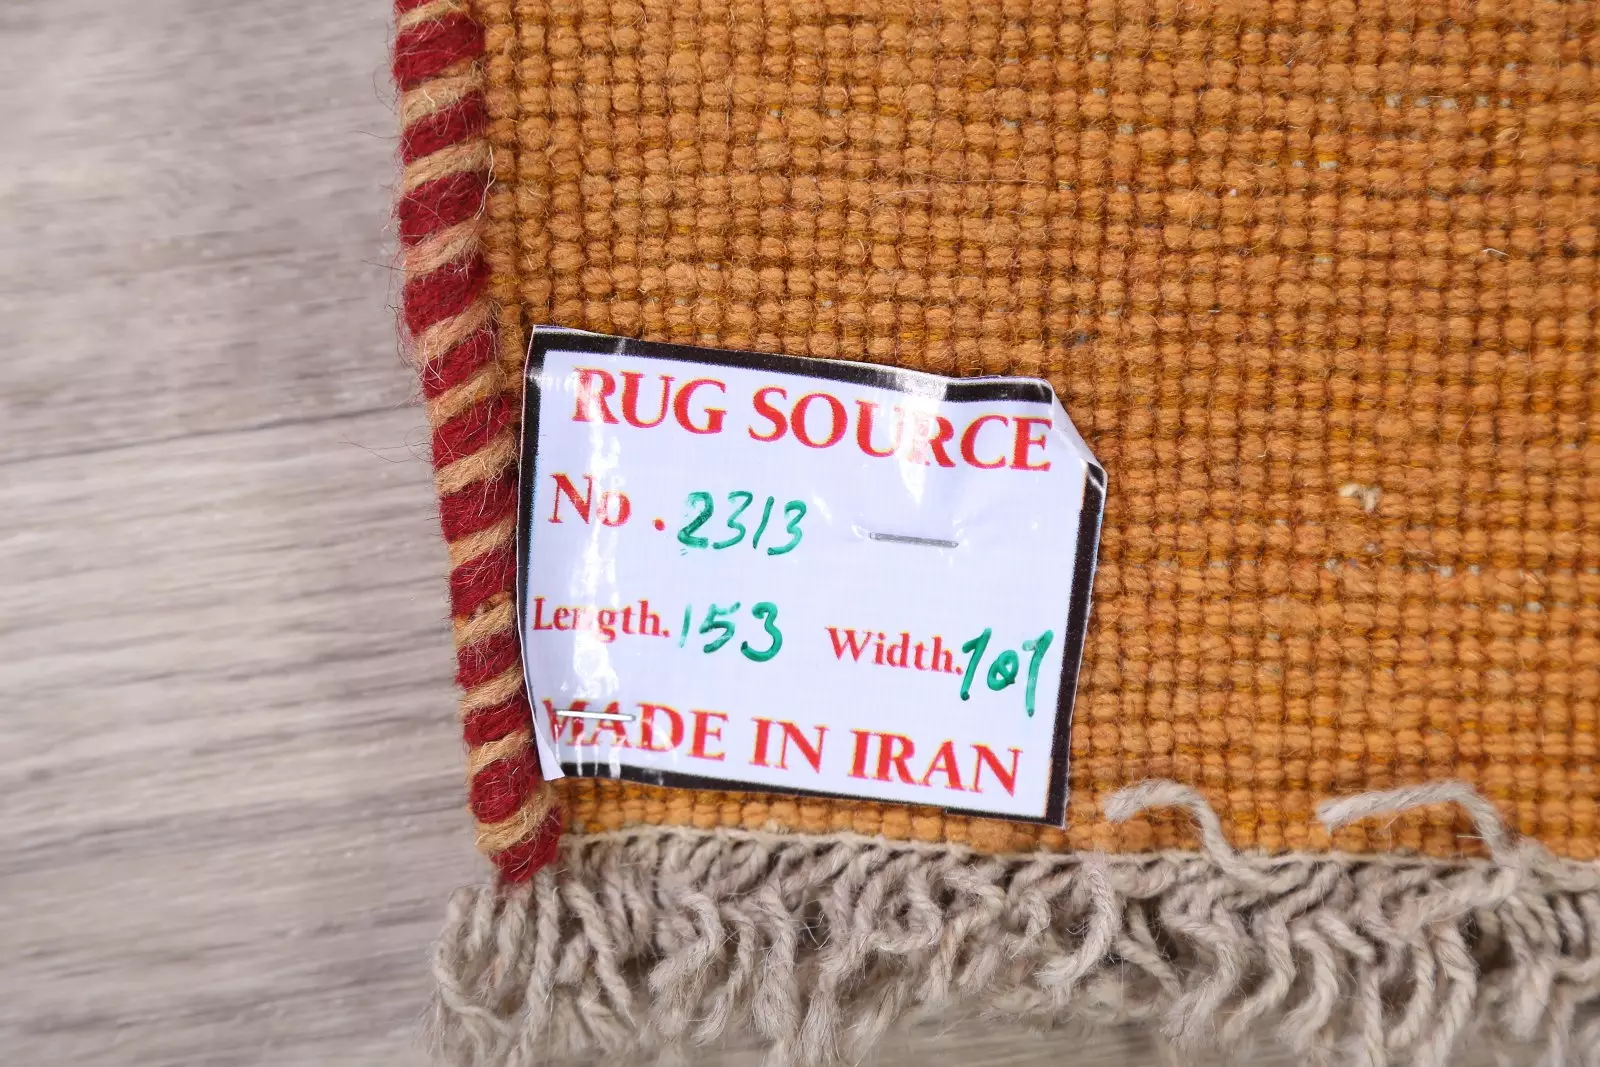 RUG SOURCE
No . 2313
Length. 153 Width. 101
MADE IN IRAN